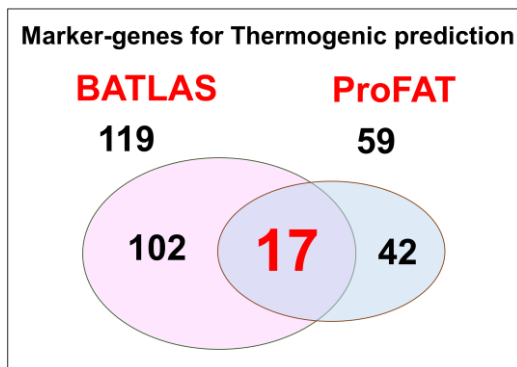 Marker-genes for Thermogenic prediction
BATLAS ProFAT
119 59
102 17 42